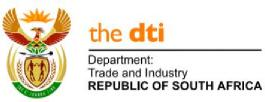 the dti
Department:
Trade and Industry
REPUBLIC OF SOUTH AFRICA